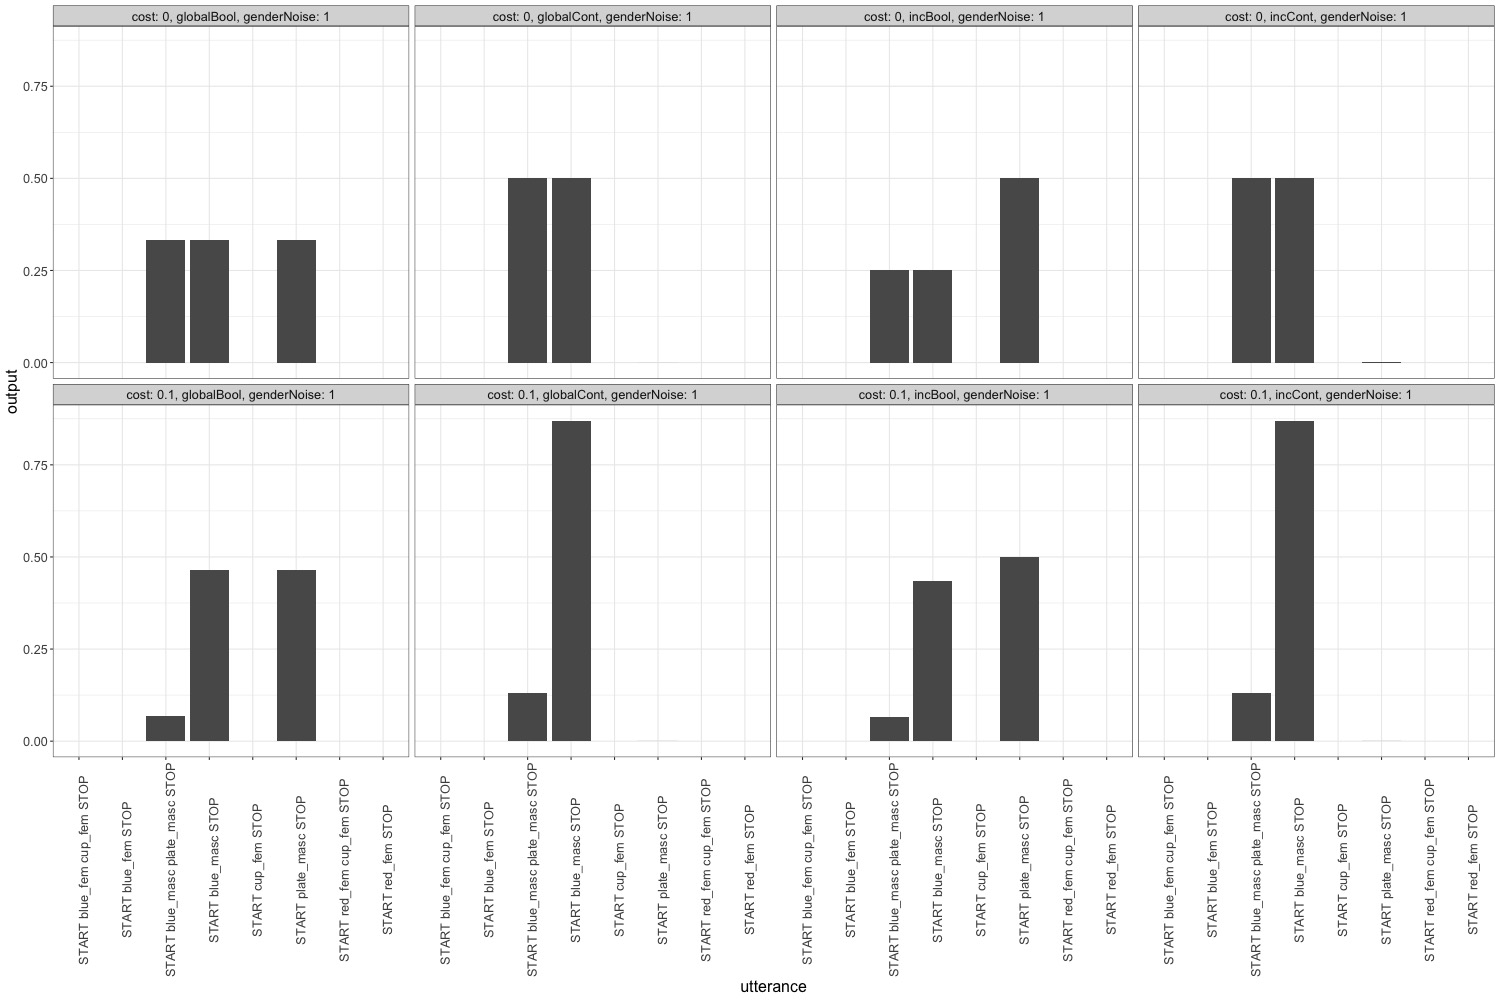 cost: 0, globalBool, genderNoise: 1
cost: 0, globalCont, genderNoise: 1
cost: 0, incBool, genderNoise: 1
cost: 0, incCont, genderNoise: 1
0.75
0.50
0.25
0.00
output
cost: 0.1, globalBool, genderNoise: 1
cost: 0.1, globalCont, genderNoise: 1
cost: 0.1, incBool, genderNoise: 1
cost: 0.1, incCont, genderNoise: 1
0.75
0.50
0.25
0.00
START blue_fem cup_fem STOP
START blue_fem STOP
START blue_masc plate_masc STOP
START blue_masc STOP
START cup_fem STOP
START plate_masc STOP
START red_fem cup_fem STOP
START red_fem STOP
START blue_fem cup_fem STOP
START blue_fem STOP
START blue_masc plate_masc STOP
START blue_masc STOP
START cup_fem STOP
START plate_masc STOP
START red_fem cup_fem STOP
START red_fem STOP
START blue_fem cup_fem STOP
START blue_fem STOP
START blue_masc plate_masc STOP
START blue_masc STOP
START cup_fem STOP
START plate_masc STOP
START red_fem cup_fem STOP
START red_fem STOP
START blue_fem cup_fem STOP
START blue_fem STOP
START blue_masc plate_masc STOP
START blue_masc STOP
START cup_fem STOP
START plate_masc STOP
START red_fem cup_fem STOP
START red_fem STOP
utterance